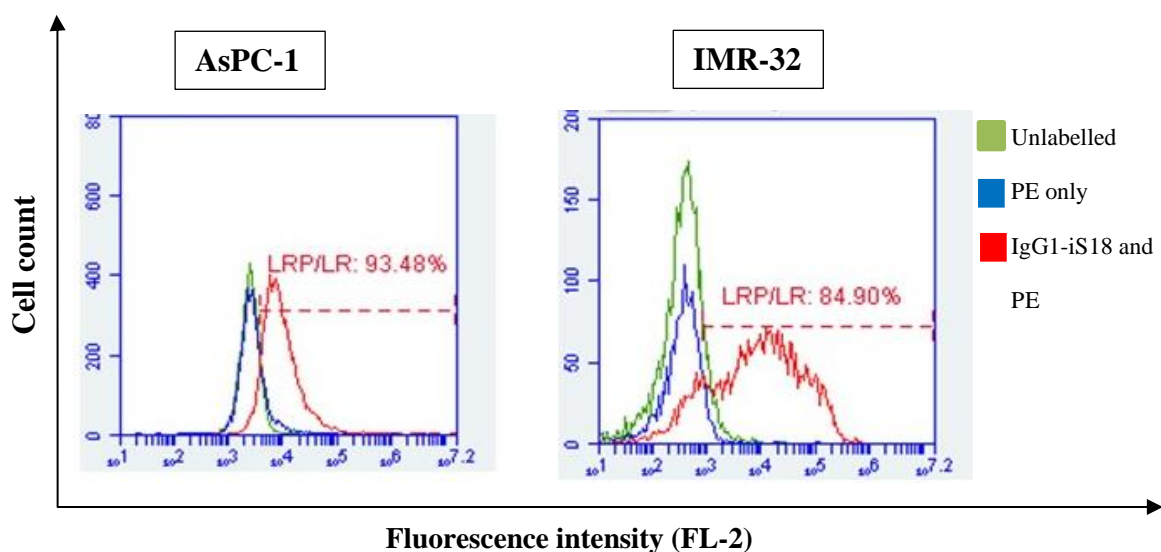 AsPC-1
IMR-32
Cell count
80
600
400
200
0
LRP/LR: 93.48%
10 1 10 2 10 3 10 4 10 5 10 6 10 7.2
200
150
100
50
0
LRP/LR: 84.90%
10 1 10 2 10 3 10 4 10 5 10 6 10 7.2
Unlabelled
PE only
IgG1-iS18 and
PE
Fluorescence intensity (FL-2)